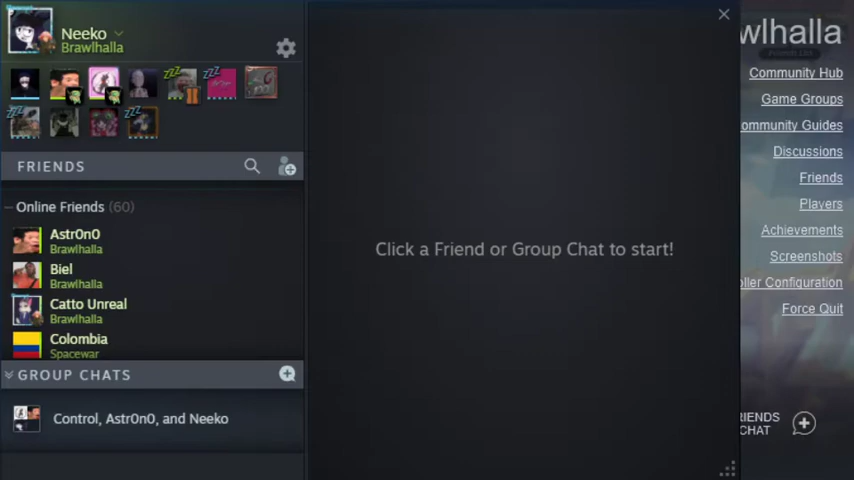 Neeko
Brawlhalla
FRIENDS
Online Friends (60)
Astr0n0
Brawlhalla
Biel
Brawlhalla
Catto Unreal
Brawlhalla
Colombia
Spacewar
GROUP CHATS
Control, Astr0n0, and Neeko
Click a Friend or Group Chat to start!
wlhalla
Community Hub
Game Groups
ommunity Guides
Discussions
Friends
Players
Achievements
Screenshots
oller Configuration
Force Quit
RIENDS
CHAT